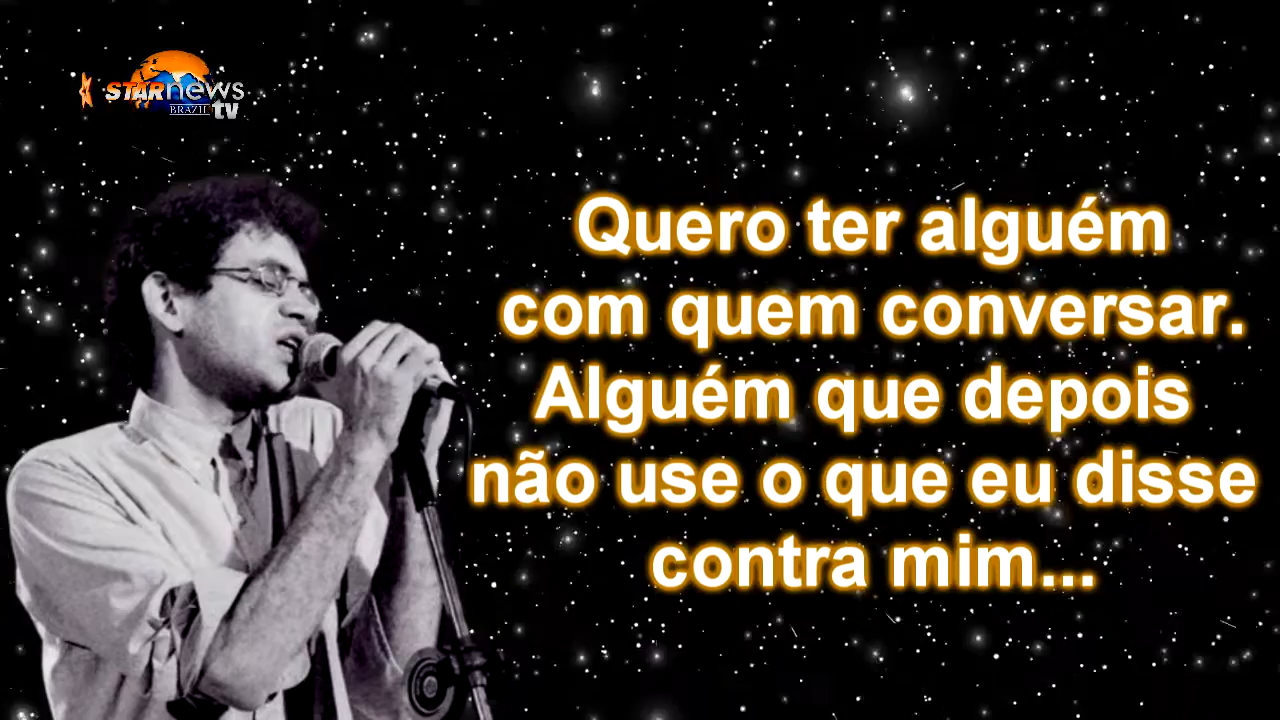 STARnews
BRAZIL tv
Quero ter alguém
com quem conversar.
Alguém que depois
não use o que eu disse
contra mim...